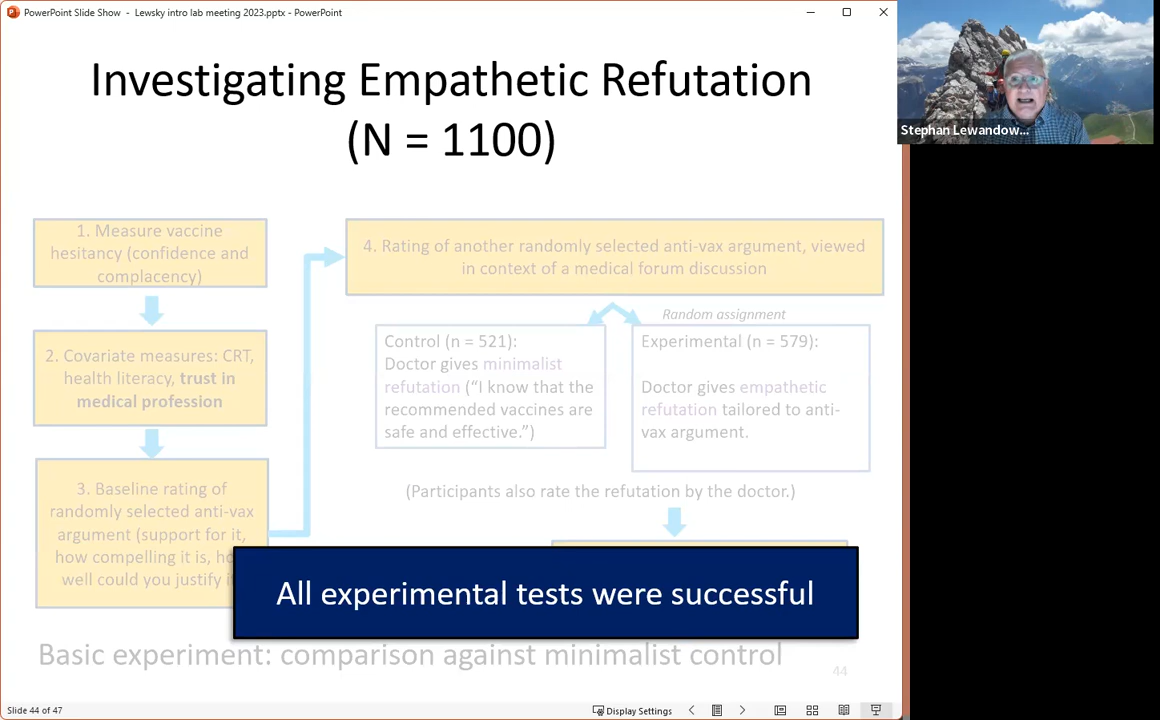 PowerPoint Slide Show - Lewsky intro lab meeting 2023.pptx - PowerPoint
Investigating Empathetic Refutation
(N = 1100)
Stephan Lewandow...
1. Measure vaccine
hesitancy (confidence and
complacency)
2. Covariate measures: CRT,
health literacy, trust in
medical profession
3. Baseline rating of
randomly selected anti-vax
argument (support for it,
how compelling it is,
well could you justify
4. Rating of another randomly selected anti-vax argument, viewed
in context of a medical forum discussion
Random assignment
Control (n = 521):
Doctor gives minimalist
refutation (“I know that the
recommended vaccines are
safe and effective.”)
Experimental (n = 579):
Doctor gives empathetic
refutation tailored to anti-
vax argument.
(Participants also rate the refutation by the doctor.)
All experimental tests were successful
Basic experiment: comparison against minimalist control
44
Slide 44 of 47
Display Settings